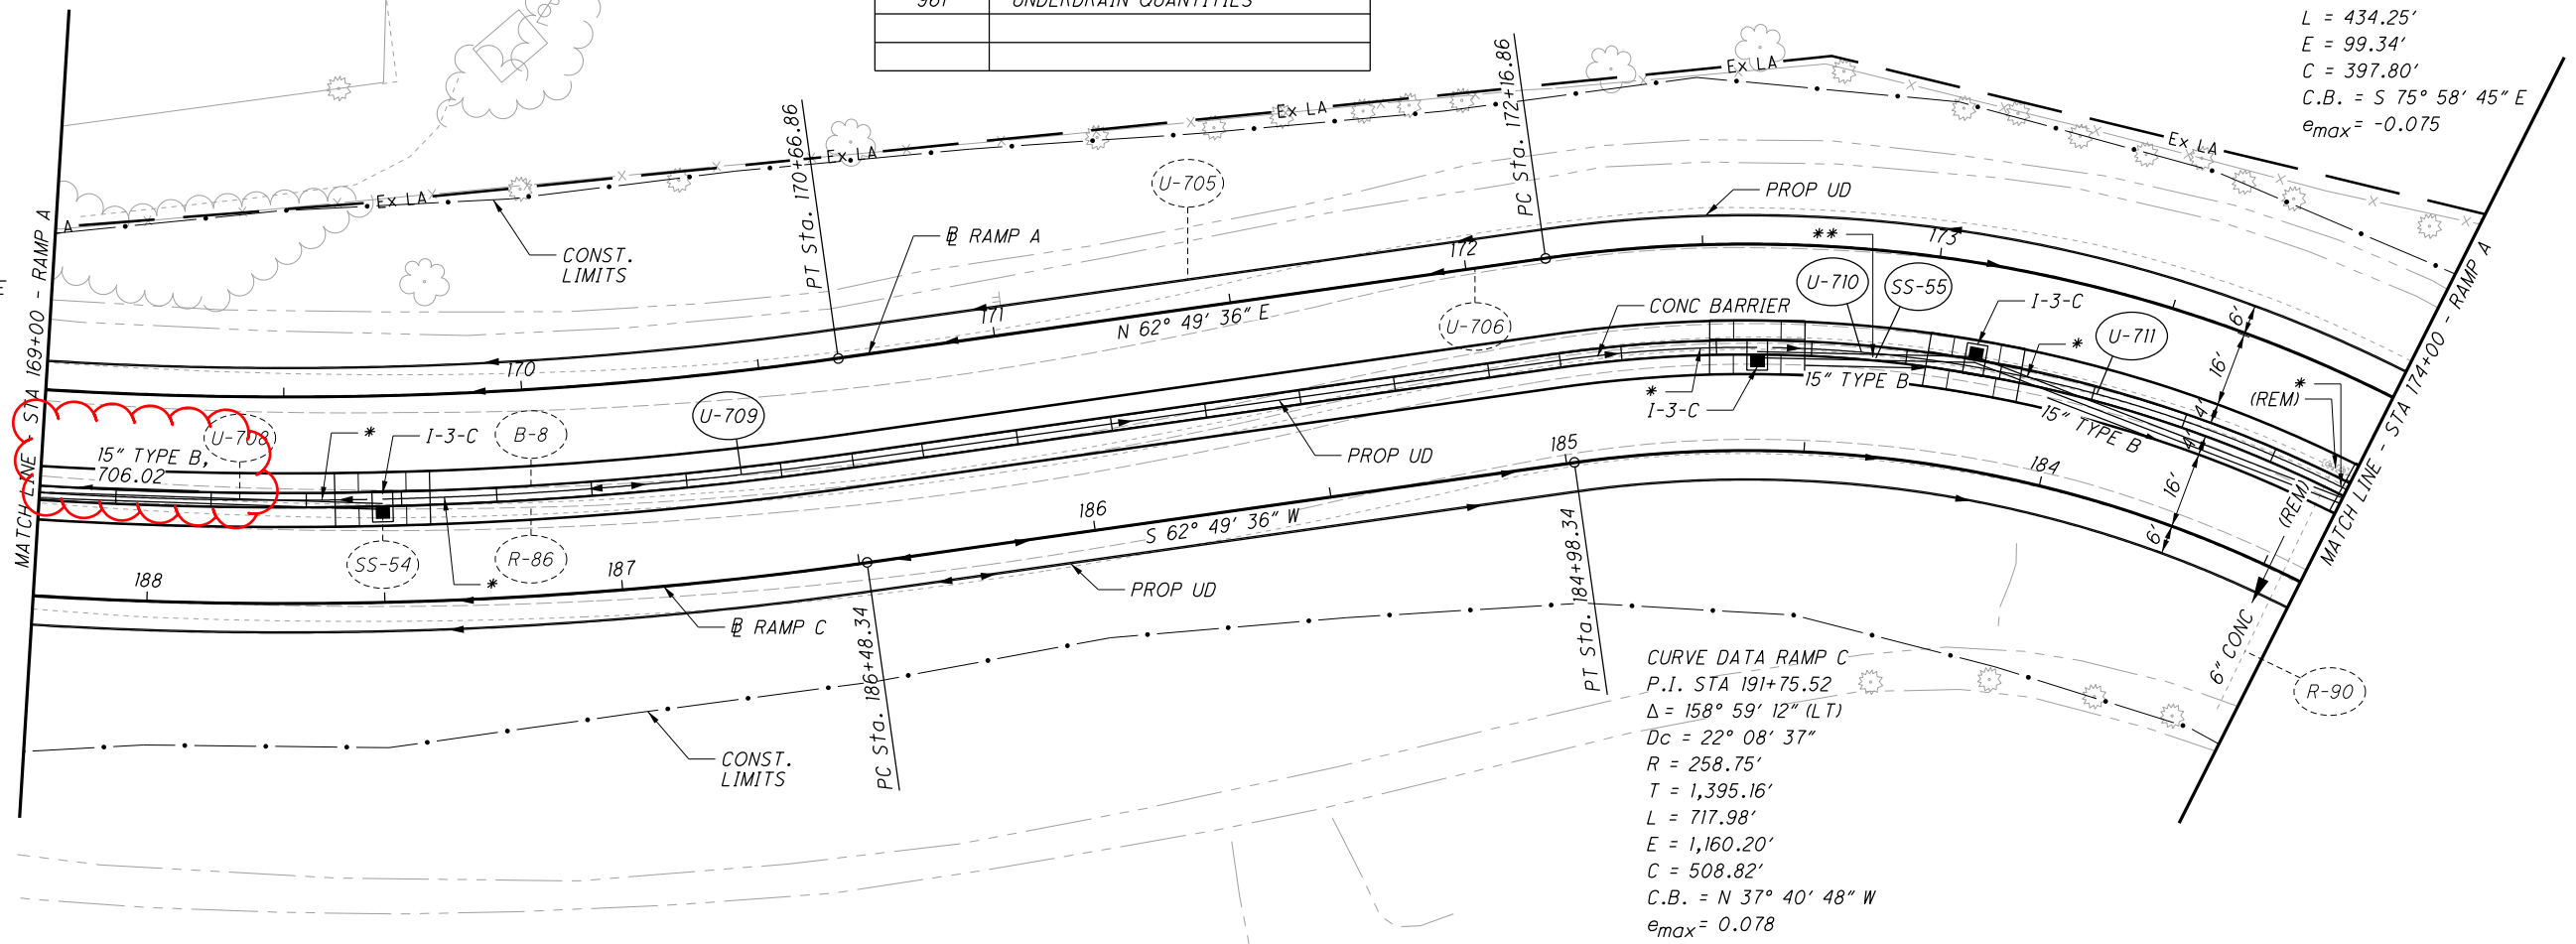 961 UNDERDRAIN QUANTITIES
L = 434.25'
E = 99.34'
C = 397.80'
C.B. = S 75° 58' 45" E
emax = -0.075
MATCH LINE - STA 169+00 - RAMP A
Ex LA
Ex LA
Ex LA
Ex LA
Ex LA
A
CONST.
LIMITS
PT Sta. 170+66.86
PC Sta. 172+16.86
U-705
PROP UD
BL RAMP A
170
171
172
173
**
N 62° 49' 36" E
U-706
CONC BARRIER
U-710
SS-55
I-3-C
U-711
*
6'
16'
4'
4'
16'
6'
*
(REM)
(REM)
*
I-3-C
15" TYPE B
15" TYPE B
U-708
*
I-3-C
B-8
U-709
15" TYPE B,
706.02
PROP UD
185
184
186
S 62° 49' 36" W
SS-54
R-86
*
187
188
PROP UD
BL RAMP C
PC Sta. 186+48.34
PT Sta. 184+98.34
CONST.
LIMITS
MATCH LINE - STA 174+00 - RAMP A
6" CONC
R-90
CURVE DATA RAMP C
P.I. STA 191+75.52
Δ = 158° 59' 12" (LT)
Dc = 22° 08' 37"
R = 258.75'
T = 1,395.16'
L = 717.98'
E = 1,160.20'
C = 508.82'
C.B. = N 37° 40' 48" W
emax = 0.078